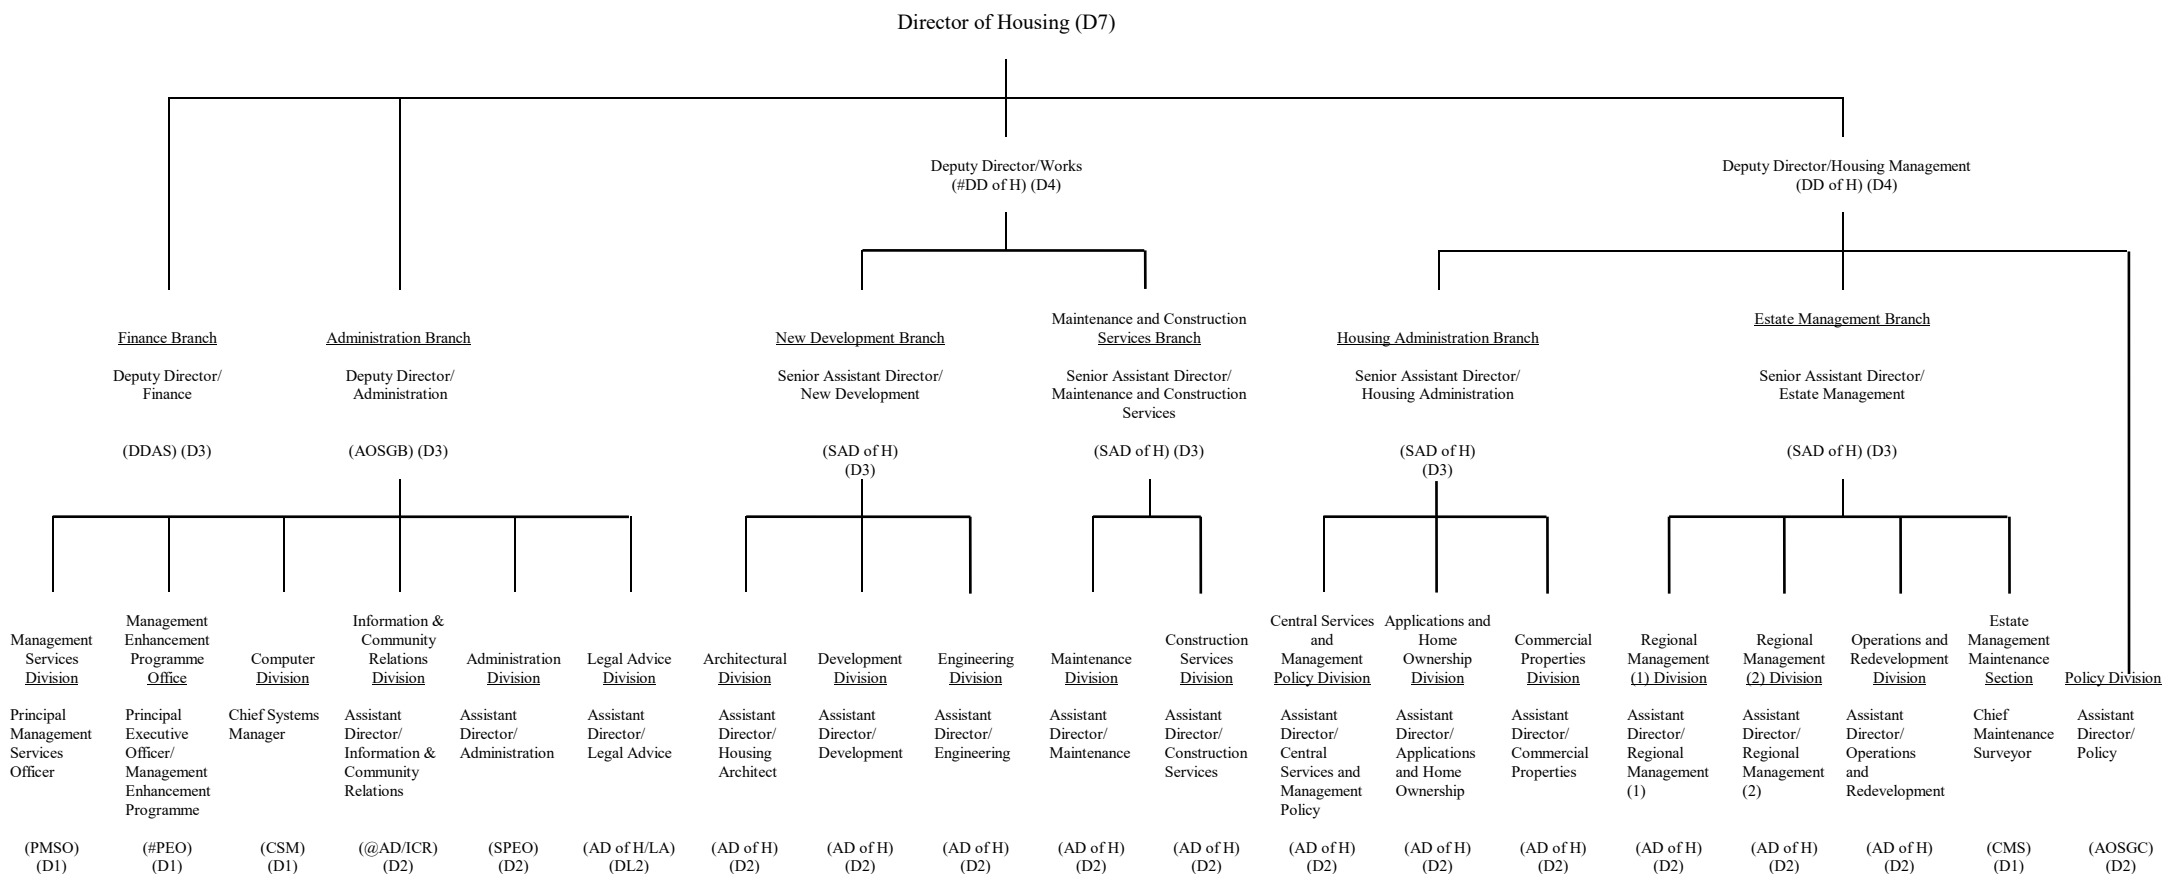 Director of Housing (D7)
Deputy Director/Works
(#DD of H) (D4)
Deputy Director/Housing Management
(DD of H) (D4)
Finance Branch
Deputy Director/
Finance
(DDAS) (D3)
Administration Branch
Deputy Director/
Administration
(AOSGB) (D3)
New Development Branch
Senior Assistant Director/
New Development
(SAD of H)
(D3)
Maintenance and Construction
Services Branch
Senior Assistant Director/
Maintenance and Construction
Services
(SAD of H) (D3)
Housing Administration Branch
Senior Assistant Director/
Housing Administration
(SAD of H)
(D3)
Estate Management Branch
Senior Assistant Director/
Estate Management
(SAD of H) (D3)
Management
Services
Division
Principal
Management
Services
Officer
(PMSO)
(D1)
Management
Enhancement
Programme
Office
Principal
Executive
Officer/
Management
Enhancement
Programme
(#PEO)
(D1)
Computer
Division
Chief Systems
Manager
(CSM)
(D1)
Information &
Community
Relations
Division
Assistant
Director/
Information &
Community
Relations
(@AD/ICR)
(D2)
Administration
Division
Assistant
Director/
Administration
(SPEO)
(D2)
Legal Advice
Division
Assistant
Director/
Legal Advice
(AD of H/LA)
(DL2)
Architectural
Division
Assistant
Director/
Housing
Architect
(AD of H)
(D2)
Development
Division
Assistant
Director/
Development
(AD of H)
(D2)
Engineering
Division
Assistant
Director/
Engineering
(AD of H)
(D2)
Maintenance
Division
Assistant
Director/
Maintenance
(AD of H)
(D2)
Construction
Services
Division
Assistant
Director/
Construction
Services
(AD of H)
(D2)
Central Services
and
Management
Policy Division
Assistant
Director/
Central
Services and
Management
Policy
(AD of H)
(D2)
Applications and
Home
Ownership
Division
Assistant
Director/
Applications
and Home
Ownership
(AD of H)
(D2)
Commercial
Properties
Division
Assistant
Director/
Commercial
Properties
(AD of H)
(D2)
Regional
Management
(1) Division
Assistant
Director/
Regional
Management
(1)
(AD of H)
(D2)
Regional
Management
(2) Division
Assistant
Director/
Regional
Management
(2)
(AD of H)
(D2)
Operations and
Redevelopment
Division
Assistant
Director/
Operations
and
Redevelopment
(AD of H)
(D2)
Estate
Management
Maintenance
Section
Chief
Maintenance
Surveyor
(CMS)
(D1)
Policy Division
Assistant
Director/
Policy
(AOSGC)
(D2)